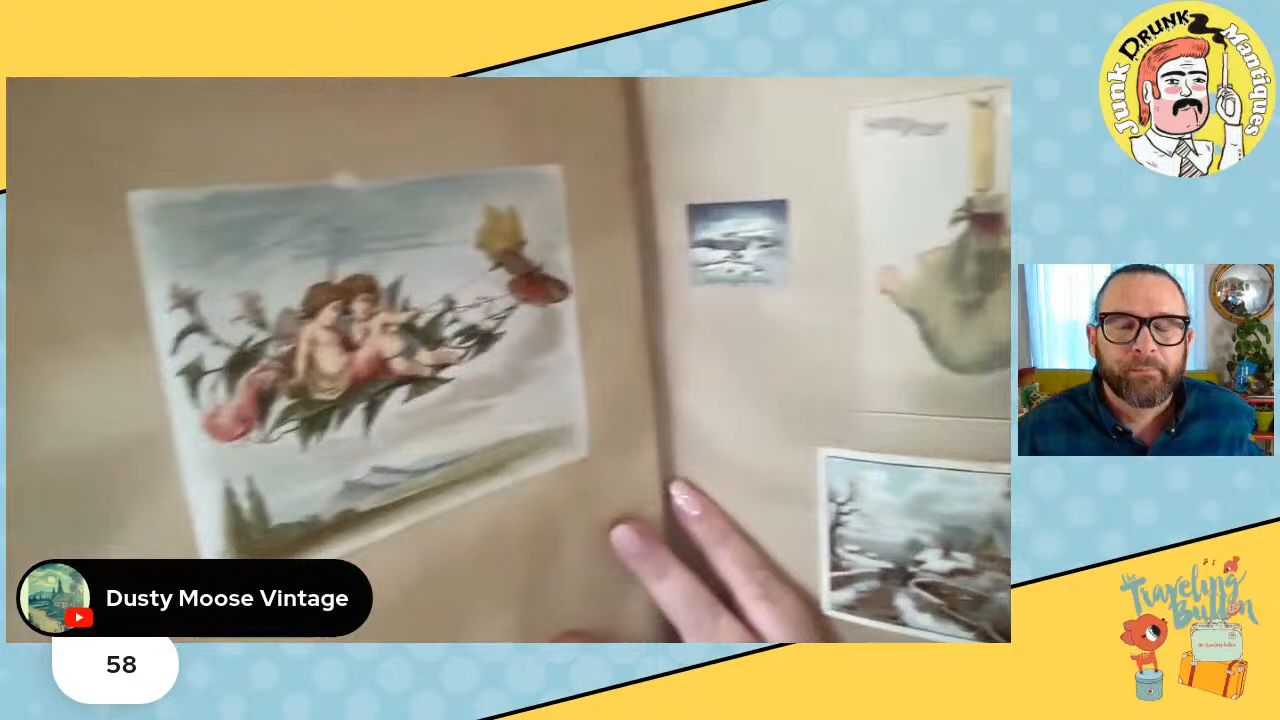 Junk Drunk Mantiques
Dusty Moose Vintage
58
the
Traveling
Button